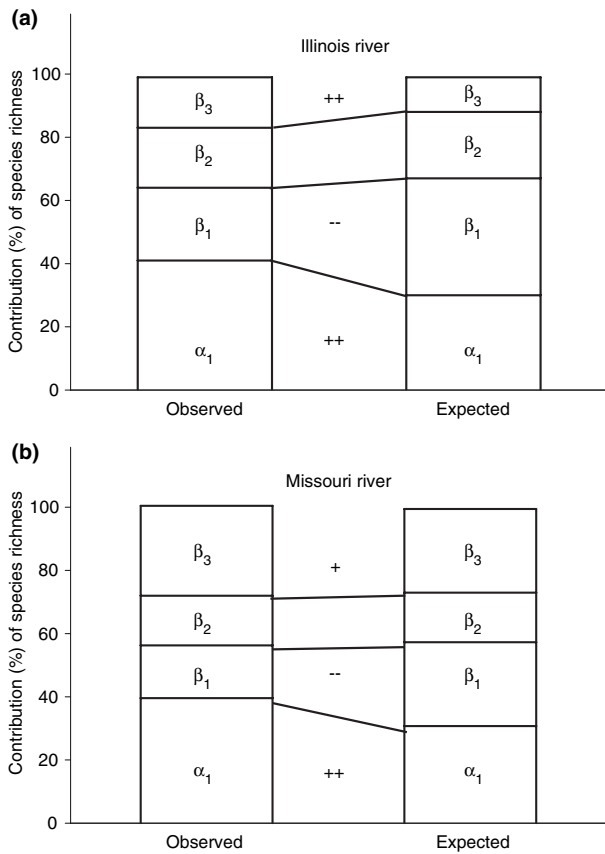 (a)
Illinois river
Contribution (%) of species richness
100
80
60
40
20
0
β3 ++ β3
β2 β2
β1 -- β1
α1 ++ α1
Observed Expected
(b)
Missouri river
Contribution (%) of species richness
100
80
60
40
20
0
β3 + β3
β2 β2
β1 -- β1
α1 ++ α1
Observed Expected